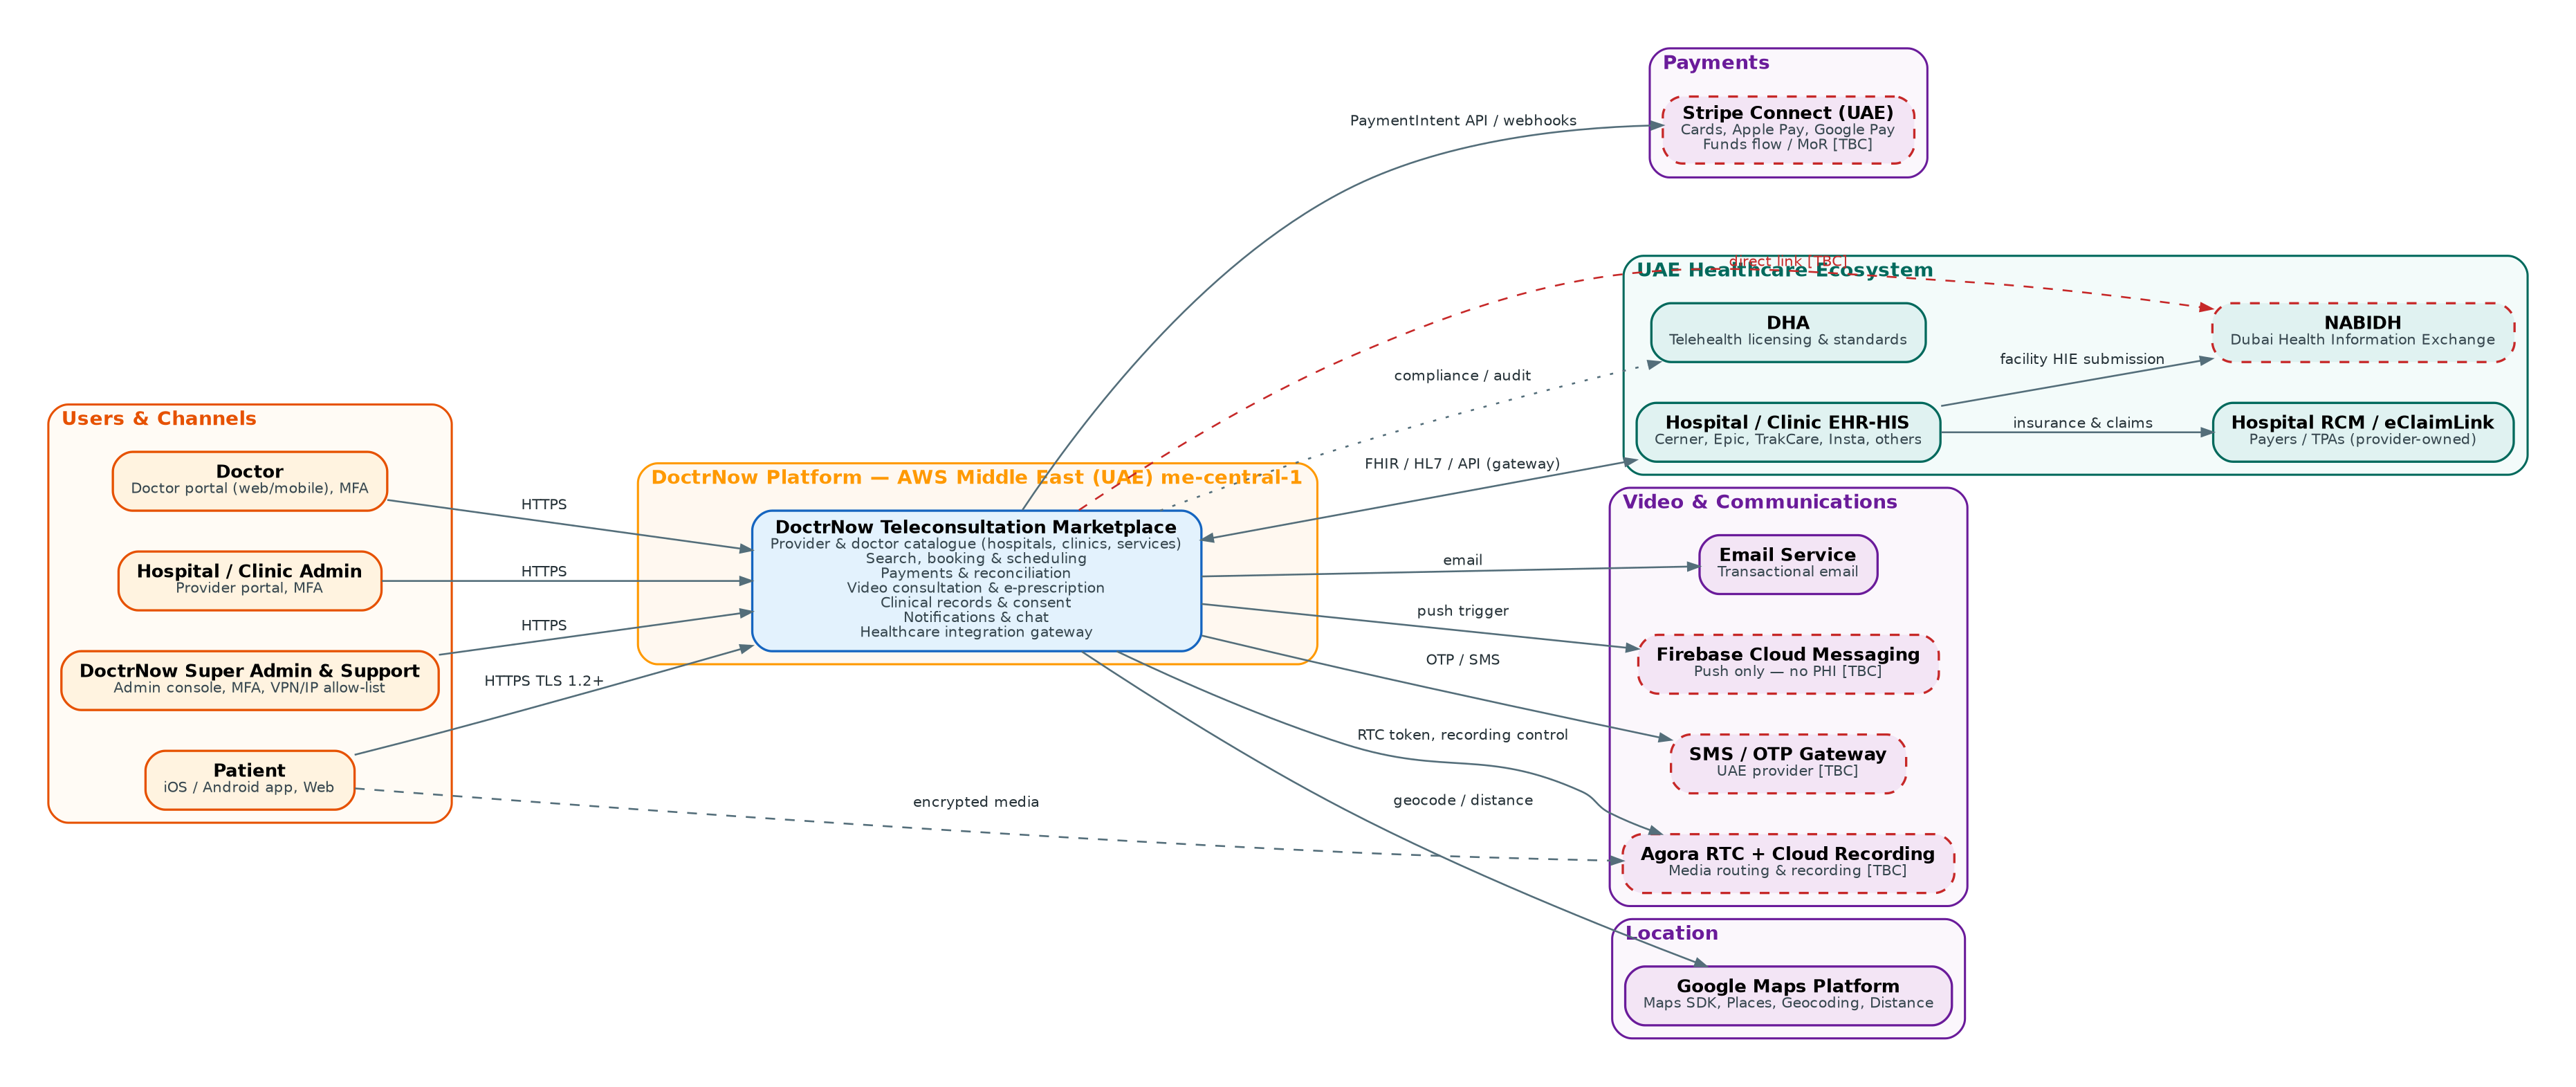 Payments
Stripe Connect (UAE)
Cards, Apple Pay, Google Pay
Funds flow / MoR [TBC]
PaymentIntent API / webhooks
direct link [TBC]
UAE Healthcare Ecosystem
DHA
Telehealth licensing & standards
NABIDH
Dubai Health Information Exchange
facility HIE submission
compliance / audit
Hospital / Clinic EHR-HIS
Cerner, Epic, TrakCare, Insta, others
insurance & claims
Hospital RCM / eClaimLink
Payers / TPAs (provider-owned)
FHIR / HL7 / API (gateway)
Users & Channels
Doctor
Doctor portal (web/mobile), MFA
HTTPS
Hospital / Clinic Admin
Provider portal, MFA
HTTPS
DoctrNow Super Admin & Support
Admin console, MFA, VPN/IP allow-list
HTTPS
Patient
iOS / Android app, Web
HTTPS TLS 1.2+
encrypted media
DoctrNow Platform — AWS Middle East (UAE) me-central-1
DoctrNow Teleconsultation Marketplace
Provider & doctor catalogue (hospitals, clinics, services)
Search, booking & scheduling
Payments & reconciliation
Video consultation & e-prescription
Clinical records & consent
Notifications & chat
Healthcare integration gateway
Video & Communications
email
Email Service
Transactional email
push trigger
Firebase Cloud Messaging
Push only — no PHI [TBC]
OTP / SMS
SMS / OTP Gateway
UAE provider [TBC]
RTC token, recording control
Agora RTC + Cloud Recording
Media routing & recording [TBC]
geocode / distance
Location
Google Maps Platform
Maps SDK, Places, Geocoding, Distance